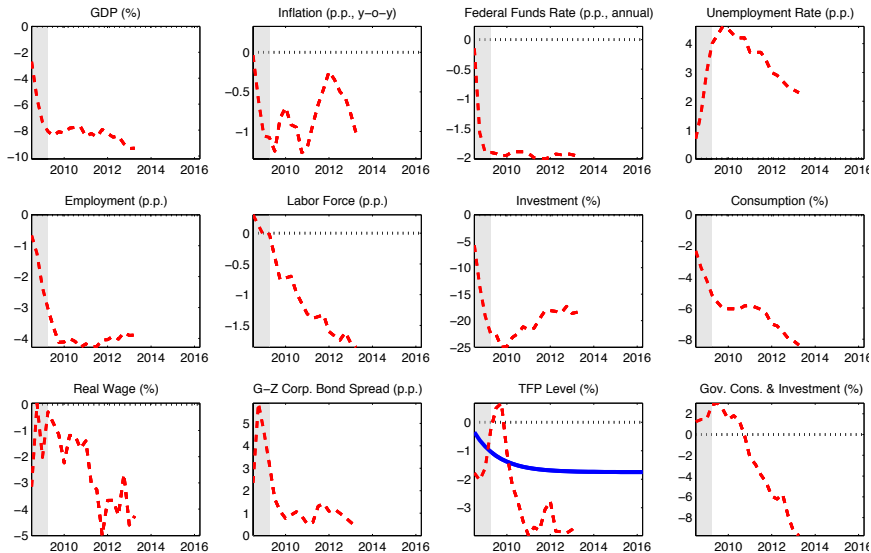 GDP (%)
0
−2
−4
−6
−8
−10
2010 2012 2014 2016
Inflation (p.p., y−o−y)
0
−0.5
−1
2010 2012 2014 2016
Federal Funds Rate (p.p., annual)
0
−0.5
−1
−1.5
−2
2010 2012 2014 2016
Unemployment Rate (p.p.)
4
3
2
1
0
2010 2012 2014 2016
Employment (p.p.)
0
−1
−2
−3
−4
2010 2012 2014 2016
Labor Force (p.p.)
0
−0.5
−1
−1.5
2010 2012 2014 2016
Investment (%)
0
−5
−10
−15
−20
−25
2010 2012 2014 2016
Consumption (%)
0
−2
−4
−6
−8
2010 2012 2014 2016
Real Wage (%)
0
−1
−2
−3
−4
−5
2010 2012 2014 2016
G−Z Corp. Bond Spread (p.p.)
5
4
3
2
1
0
2010 2012 2014 2016
TFP Level (%)
0
−1
−2
−3
2010 2012 2014 2016
Gov. Cons. & Investment (%)
2
0
−2
−4
−6
−8
2010 2012 2014 2016